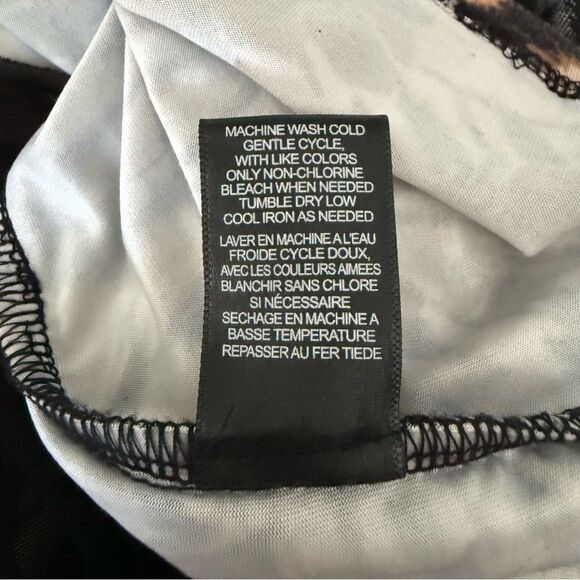 MACHINE WASH COLD
GENTLE CYCLE,
WITH LIKE COLORS
ONLY NON-CHLORINE
BLEACH WHEN NEEDED
TUMBLE DRY LOW
COOL IRON AS NEEDED
LAVER EN MACHINE A L'EAU
FROIDE CYCLE DOUX,
AVEC LES COULEURS AIMEES
BLANCHIR SANS CHLORE
SI NÉCESSAIRE
SECHAGE EN MACHINE A
BASSE TEMPERATURE
REPASSER AU FER TIEDE